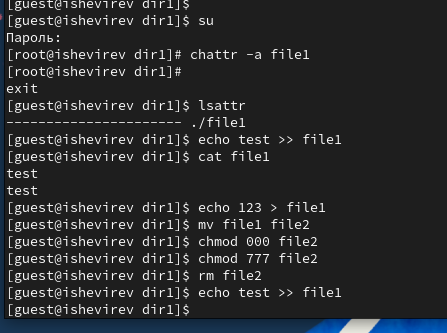 [guest@ishevirev dir1]$
[guest@ishevirev dir1]$ su
Пароль:
[root@ishevirev dir1]# chattr -a file1
[root@ishevirev dir1]#
exit
[guest@ishevirev dir1]$ lsattr
---------------------- ./file1
[guest@ishevirev dir1]$ echo test >> file1
[guest@ishevirev dir1]$ cat file1
test
test
[guest@ishevirev dir1]$ echo 123 > file1
[guest@ishevirev dir1]$ mv file1 file2
[guest@ishevirev dir1]$ chmod 000 file2
[guest@ishevirev dir1]$ chmod 777 file2
[guest@ishevirev dir1]$ rm file2
[guest@ishevirev dir1]$ echo test >> file1
[guest@ishevirev dir1]$